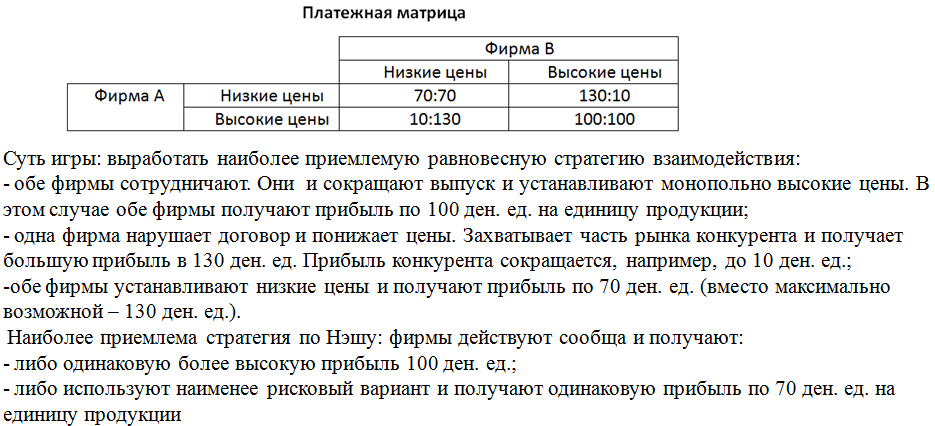 Платежная матрица
Фирма В
Низкие цены Высокие цены
Фирма А Низкие цены 70:70 130:10
Высокие цены 10:130 100:100
Суть игры: выработать наиболее приемлемую равновесную стратегию взаимодействия:
- обе фирмы сотрудничают. Они и сокращают выпуск и устанавливают монопольно высокие цены. В
этом случае обе фирмы получают прибыль по 100 ден. ед. на единицу продукции;
- одна фирма нарушает договор и понижает цены. Захватывает часть рынка конкурента и получает
большую прибыль в 130 ден. ед. Прибыль конкурента сокращается, например, до 10 ден. ед.;
-обе фирмы устанавливают низкие цены и получают прибыль по 70 ден. ед. (вместо максимально
возможной – 130 ден. ед.).
Наиболее приемлема стратегия по Нэшу: фирмы действуют сообща и получают:
- либо одинаковую более высокую прибыль 100 ден. ед.;
- либо используют наименее рисковый вариант и получают одинаковую прибыль по 70 ден. ед. на
единицу продукции